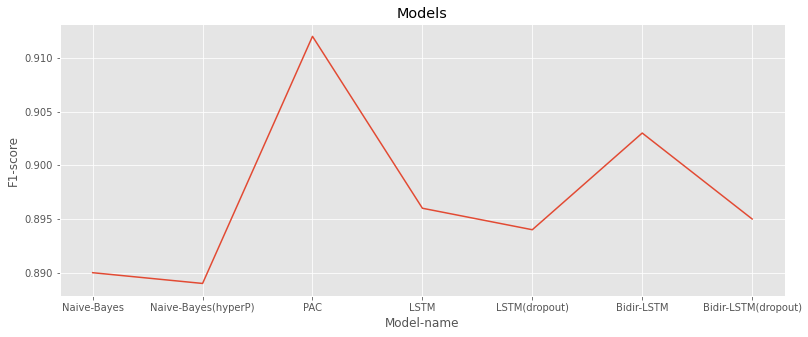 Models
F1-score
0.910
0.905
0.900
0.895
0.890
Naive-Bayes Naive-Bayes(hyperP) PAC LSTM LSTM(dropout) Bidir-LSTM Bidir-LSTM(dropout)
Model-name